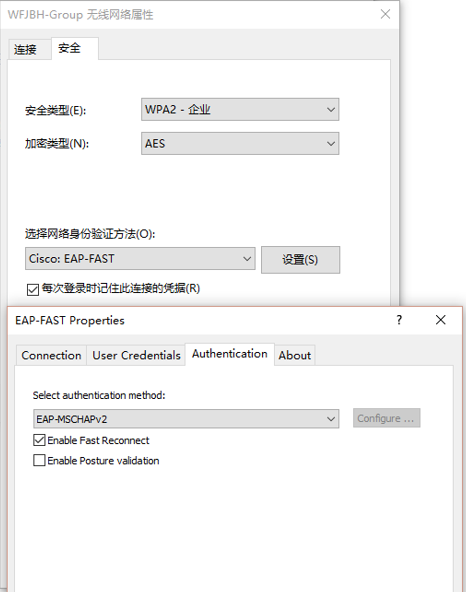 WFJBH-Group 无线网络属性
连接 安全
安全类型(E): WPA2 - 企业
加密类型(N): AES
选择网络身份验证方法(O):
Cisco: EAP-FAST 设置(S)
每次登录时记住此连接的凭据(R)
EAP-FAST Properties ?
Connection User Credentials Authentication About
Select authentication method:
EAP-MSCHAPv2 Configure ...
Enable Fast Reconnect
Enable Posture validation